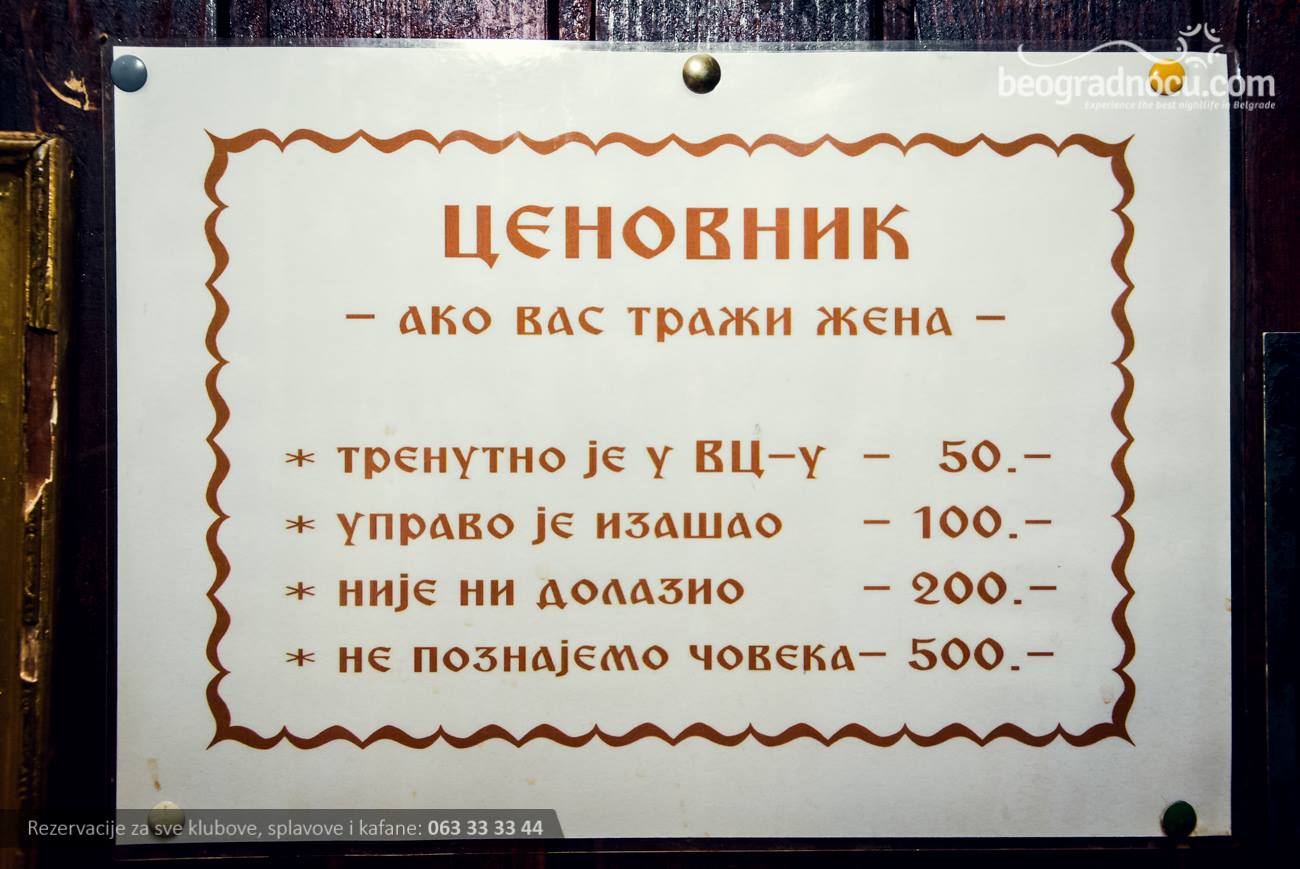 beogradnocu.com
Experience the best nightlife in Belgrade
ЦЕНОВНИК
– ако вас тражи жена –
* тренутно је у ВЦ–у – 50.–
* управо је изашао – 100.–
* није ни долазио – 200.–
* не познајемо човека – 500.–
Rezervacije za sve klubove, splavove i kafane: 063 33 33 44